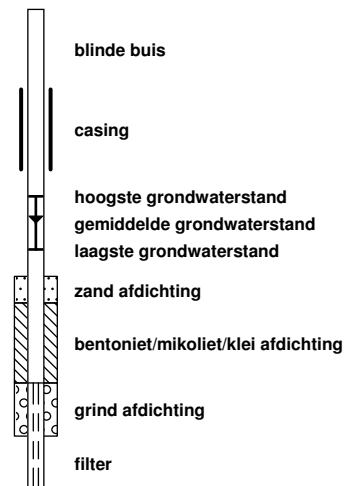 blinde buis
casing
hoogste grondwaterstand
gemiddelde grondwaterstand
laagste grondwaterstand
zand afdichting
bentoniet/mikoliet/klei afdichting
grind afdichting
filter